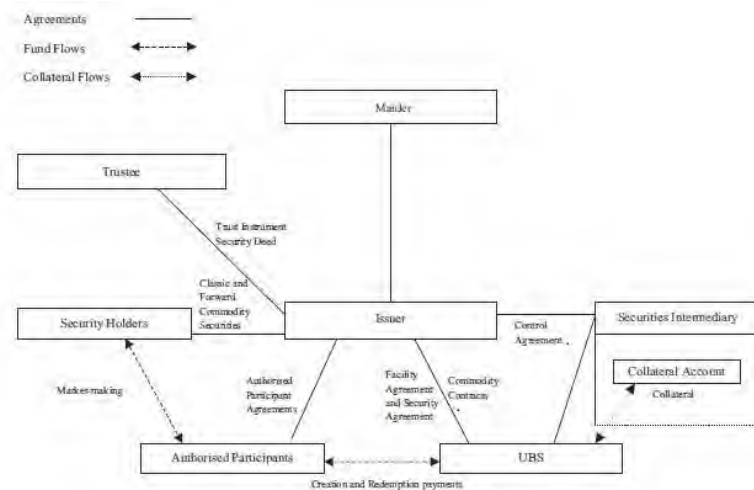 Agreements
Fund Flows
Collateral Flows
Trustee
Trust Instrument
Security Deed
Classic and
Forward
Commodity
Securities
Security Holders
Issuer
Control
Agreement
Securities Intermediary
Collateral Account
Collateral
Authorised
Participant
Agreements
Facility
Agreement
and Security
Agreement
Commodity
Contracts
Market-making
Authorised Participants
UBS
Creation and Redemption payments